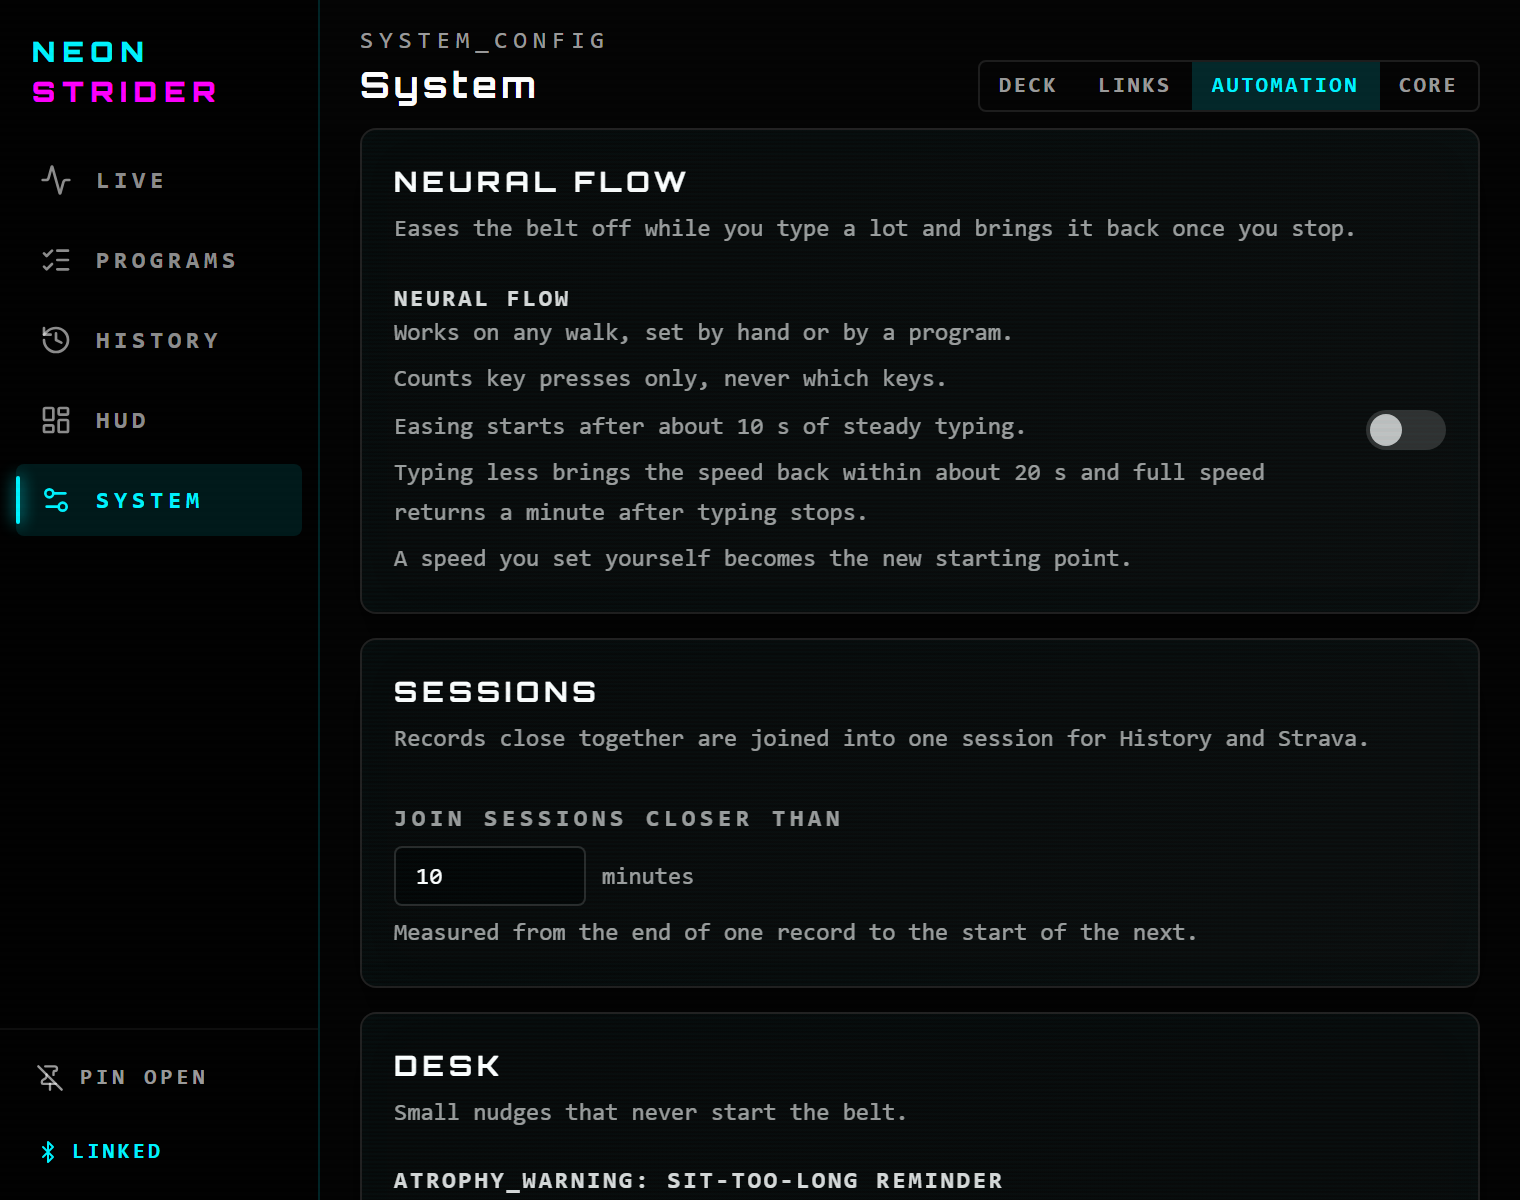 NEON
STRIDER
LIVE
PROGRAMS
HISTORY
HUD
SYSTEM
PIN OPEN
LINKED
SYSTEM_CONFIG
System
DECK LINKS AUTOMATION CORE
NEURAL FLOW
Eases the belt off while you type a lot and brings it back once you stop.
NEURAL FLOW
Works on any walk, set by hand or by a program.
Counts key presses only, never which keys.
Easing starts after about 10 s of steady typing.
Typing less brings the speed back within about 20 s and full speed
returns a minute after typing stops.
A speed you set yourself becomes the new starting point.
SESSIONS
Records close together are joined into one session for History and Strava.
JOIN SESSIONS CLOSER THAN
10 minutes
Measured from the end of one record to the start of the next.
DESK
Small nudges that never start the belt.
ATROPHY_WARNING: SIT-TOO-LONG REMINDER